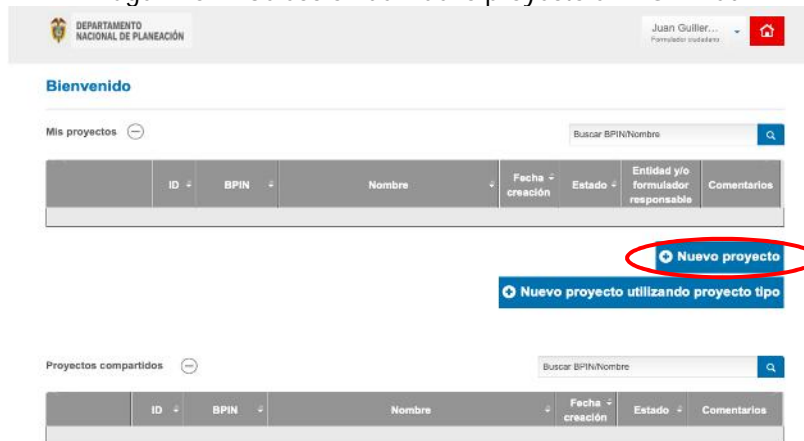 DEPARTAMENTO
NACIONAL DE PLANEACIÓN
Juan Guiller...
Formulador ciudadano
Bienvenido
Mis proyectos
Buscar BPIN/Nombre
ID BPIN Nombre Fecha creación Estado Entidad y/o formulador responsable Comentarios
Nuevo proyecto
Nuevo proyecto utilizando proyecto tipo
Proyectos compartidos
Buscar BPIN/Nombre
ID BPIN Nombre Fecha creación Estado Comentarios